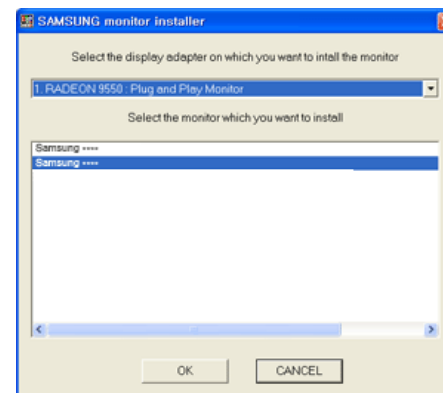 SAMSUNG monitor installer
Select the display adapter on which you want to intall the monitor
1. RADEON 9550 : Plug and Play Monitor
Select the monitor which you want to install
Samsung ****
Samsung ****
OK
CANCEL